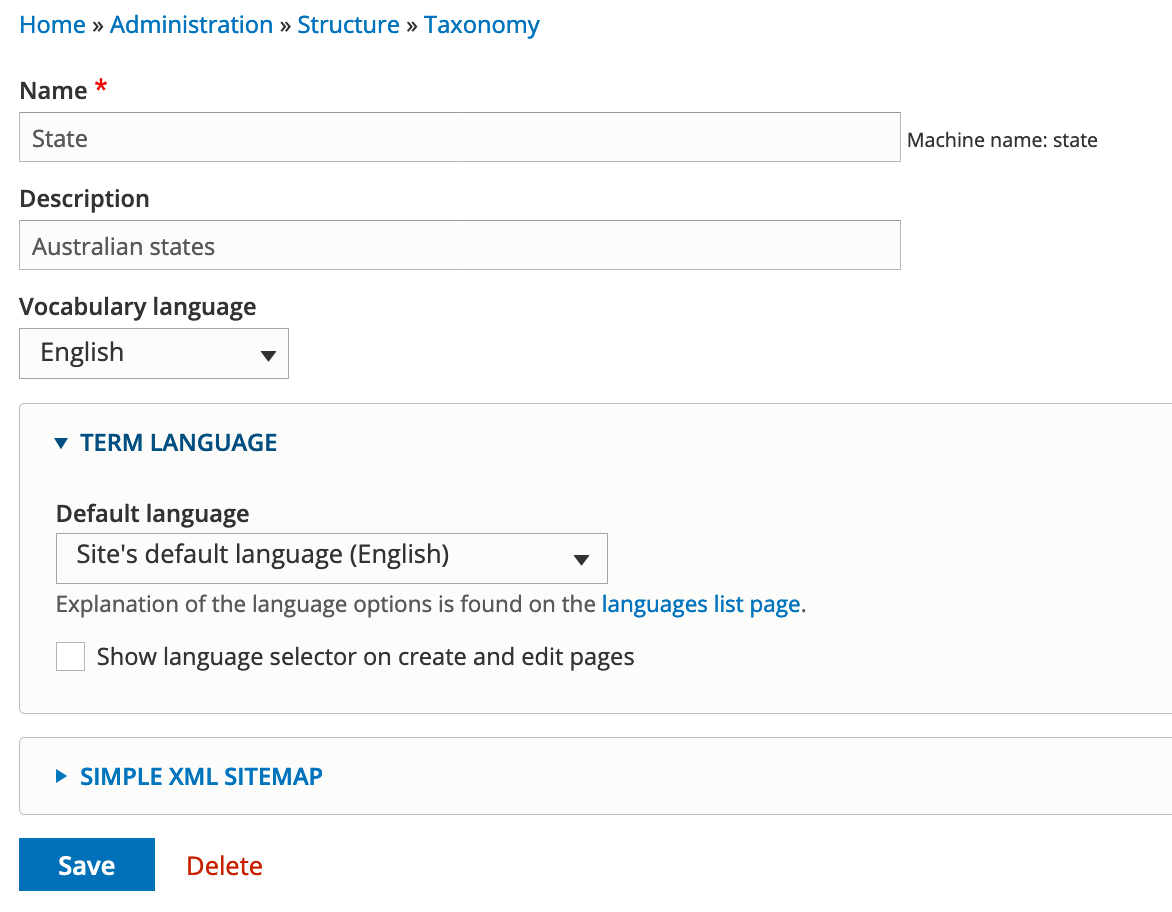 Home » Administration » Structure » Taxonomy
Name *
State
Machine name: state
Description
Australian states
Vocabulary language
English
TERM LANGUAGE
Default language
Site's default language (English)
Explanation of the language options is found on the languages list page.
Show language selector on create and edit pages
SIMPLE XML SITEMAP
Save
Delete